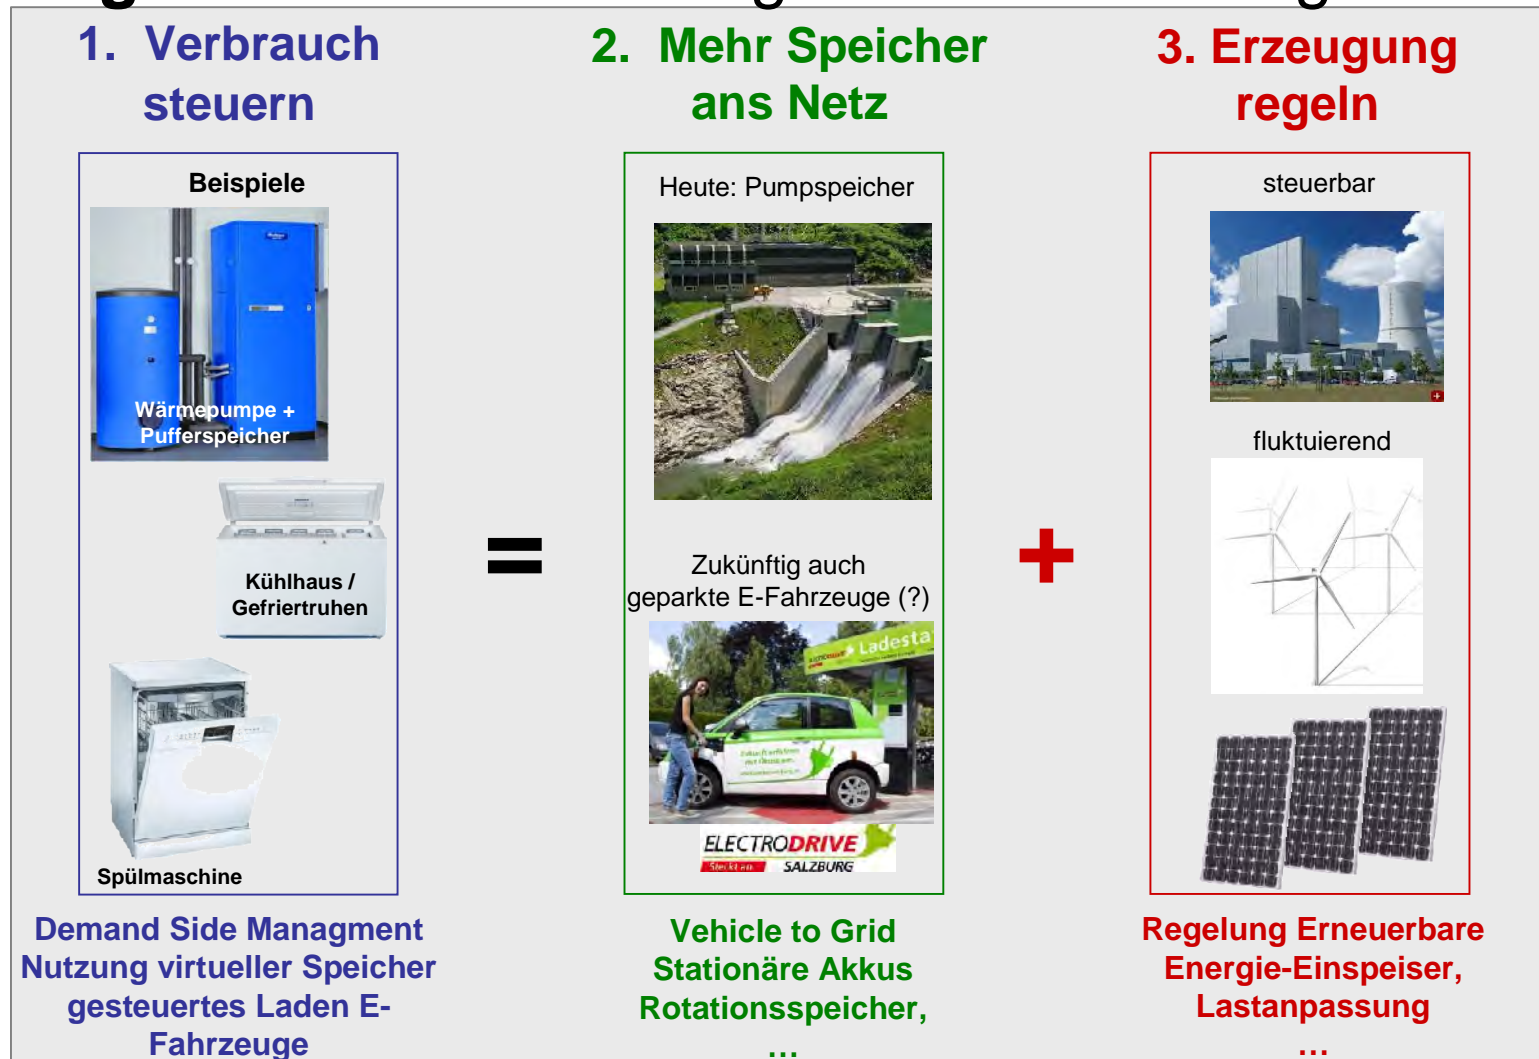 1. Verbrauch
steuern
Beispiele
Wärmepumpe +
Pufferspeicher
Kühlhaus /
Gefriertruhen
Spülmaschine
Demand Side Managment
Nutzung virtueller Speicher
gesteuertes Laden E-
Fahrzeuge
=
2. Mehr Speicher
ans Netz
Heute: Pumpspeicher
Zukünftig auch
geparkte E-Fahrzeuge (?)
Ladesta
ELECTRODRIVE
SALZBURG
Vehicle to Grid
Stationäre Akkus
Rotationsspeicher,
...
+
3. Erzeugung
regeln
steuerbar
fluktuierend
Regelung Erneuerbare
Energie-Einspeiser,
Lastanpassung
...